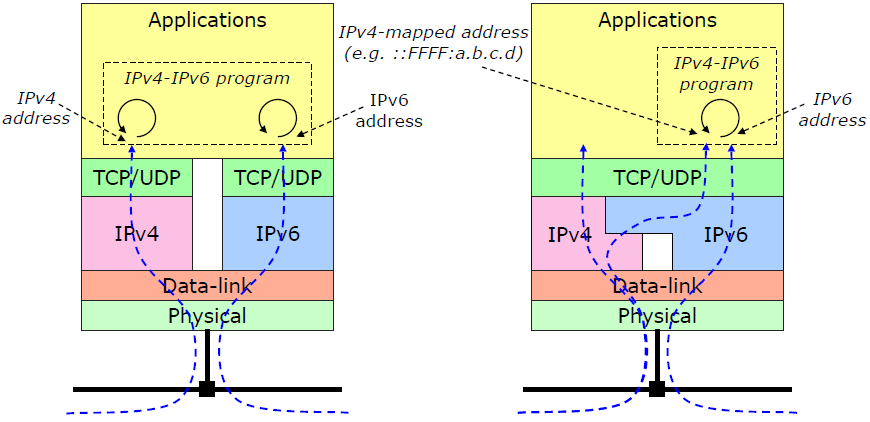 Applications
IPv4-IPv6 program
IPv4
address
IPv6
address
TCP/UDP
TCP/UDP
IPv4
IPv6
Data-link
Physical
IPv4-mapped address
(e.g. ::FFFF:a.b.c.d)
Applications
IPv4-IPv6
program
IPv6
address
TCP/UDP
IPv4
IPv6
Data-link
Physical